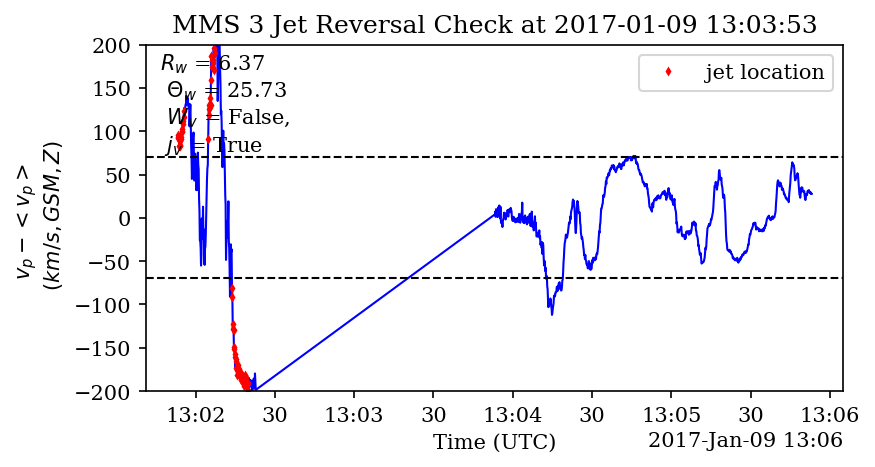 MMS 3 Jet Reversal Check at 2017-01-09 13:03:53
R_w = 6.37
Θ_w = 25.73
W_v = False,
j_v = True
jet location
v_p − < v_p >
(km/s, GSM, Z)
200
150
100
50
0
−50
−100
−150
−200
13:02 30 13:03 30 13:04 30 13:05 30 13:06
Time (UTC)
2017-Jan-09 13:06